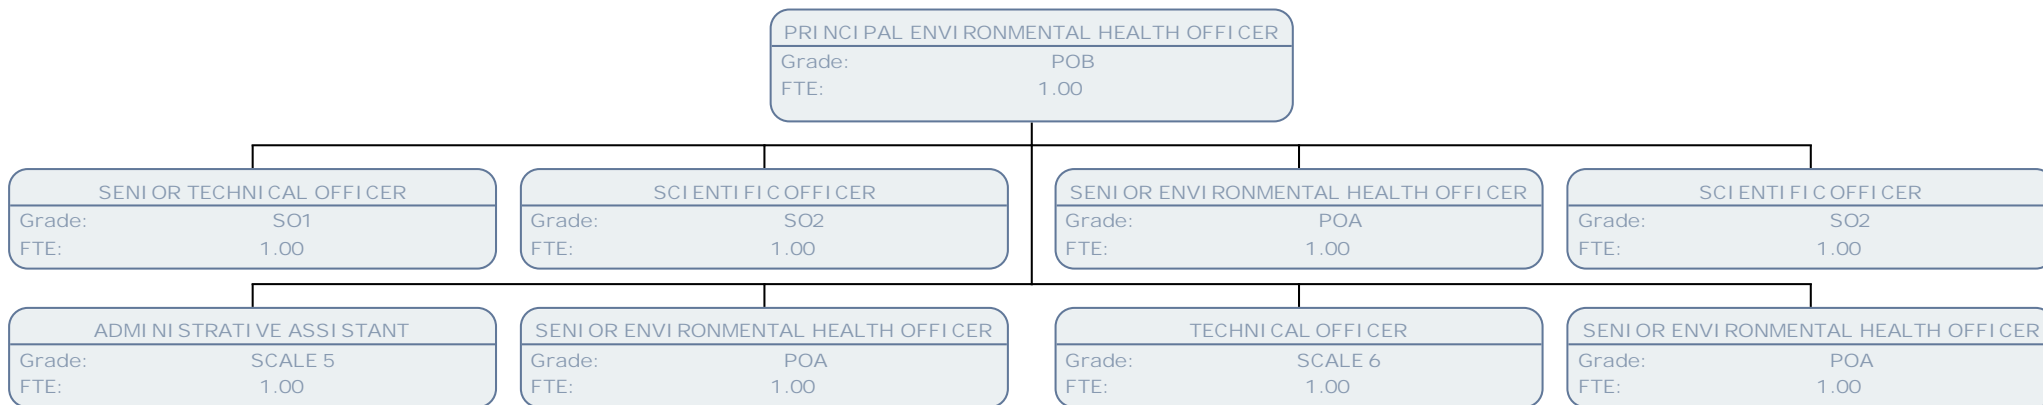 PRINCIPAL ENVIRONMENTAL HEALTH OFFICER
Grade: POB
FTE: 1.00
SENIOR TECHNICAL OFFICER
Grade: SO1
FTE: 1.00
SCIENTIFIC OFFICER
Grade: SO2
FTE: 1.00
SENIOR ENVIRONMENTAL HEALTH OFFICER
Grade: POA
FTE: 1.00
SCIENTIFIC OFFICER
Grade: SO2
FTE: 1.00
ADMINISTRATIVE ASSISTANT
Grade: SCALE 5
FTE: 1.00
SENIOR ENVIRONMENTAL HEALTH OFFICER
Grade: POA
FTE: 1.00
TECHNICAL OFFICER
Grade: SCALE 6
FTE: 1.00
SENIOR ENVIRONMENTAL HEALTH OFFICER
Grade: POA
FTE: 1.00